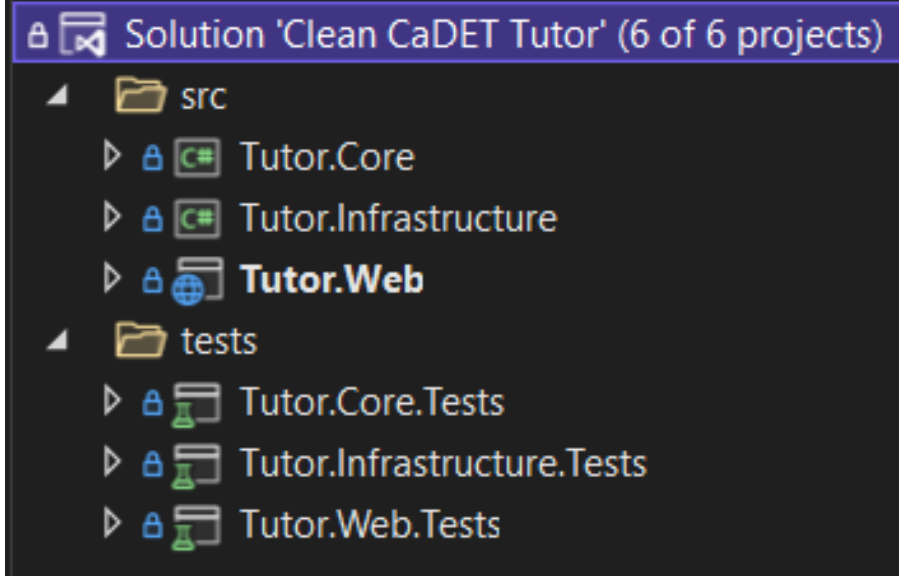 Solution 'Clean CaDET Tutor' (6 of 6 projects)
src
C# Tutor.Core
C# Tutor.Infrastructure
Tutor.Web
tests
Tutor.Core.Tests
Tutor.Infrastructure.Tests
Tutor.Web.Tests